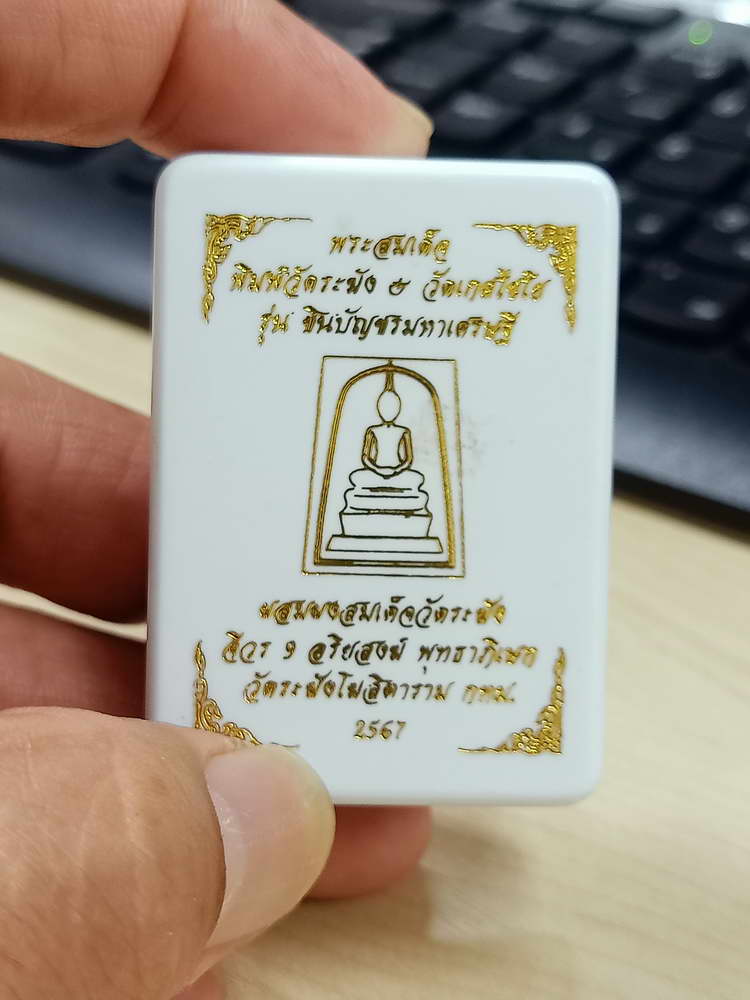 พระสมเด็จ
พิมพ์วัดระฆัง & วัดเกศไชโย
รุ่น ชินบัญชรมหาเศรษฐี
ผสมผงสมเด็จวัดระฆัง
จีวร 9 อริยสงฆ์ พุทธาภิเษก
วัดระฆังโฆสิตาราม กทม.
2567